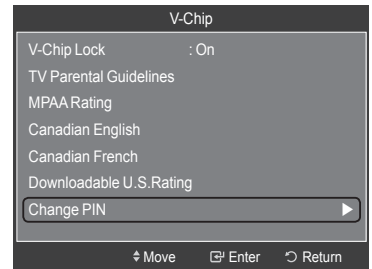 V-Chip
V-Chip Lock : On
TV Parental Guidelines
MPAA Rating
Canadian English
Canadian French
Downloadable U.S.Rating
Change PIN ▶
Move Enter Return